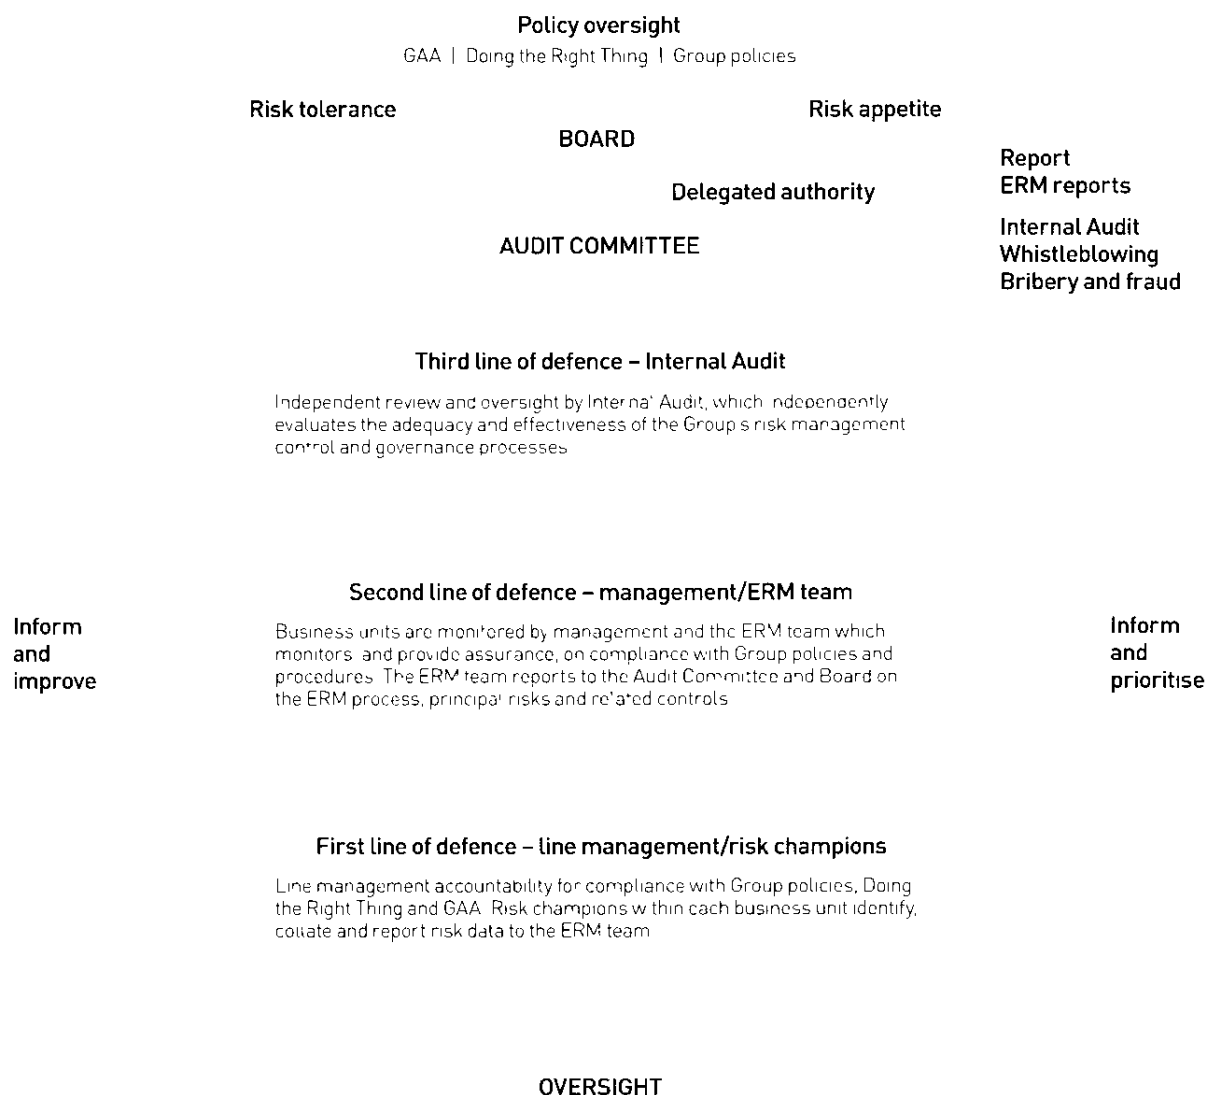 Policy oversight
GAA | Doing the Right Thing | Group policies
Risk tolerance
Risk appetite
BOARD
Report
ERM reports
Delegated authority
Internal Audit
Whistleblowing
Bribery and fraud
AUDIT COMMITTEE
Third line of defence – Internal Audit
Independent review and oversight by Internal Audit, which independently
evaluates the adequacy and effectiveness of the Group's risk management
control and governance processes
Second line of defence – management/ERM team
Inform
and
improve
Business units are monitored by management and the ERM team which
monitors and provide assurance, on compliance with Group policies and
procedures The ERM team reports to the Audit Committee and Board on
the ERM process, principal risks and related controls
Inform
and
prioritise
First line of defence – line management/risk champions
Line management accountability for compliance with Group policies, Doing
the Right Thing and GAA Risk champions within each business unit identify,
collate and report risk data to the ERM team
OVERSIGHT